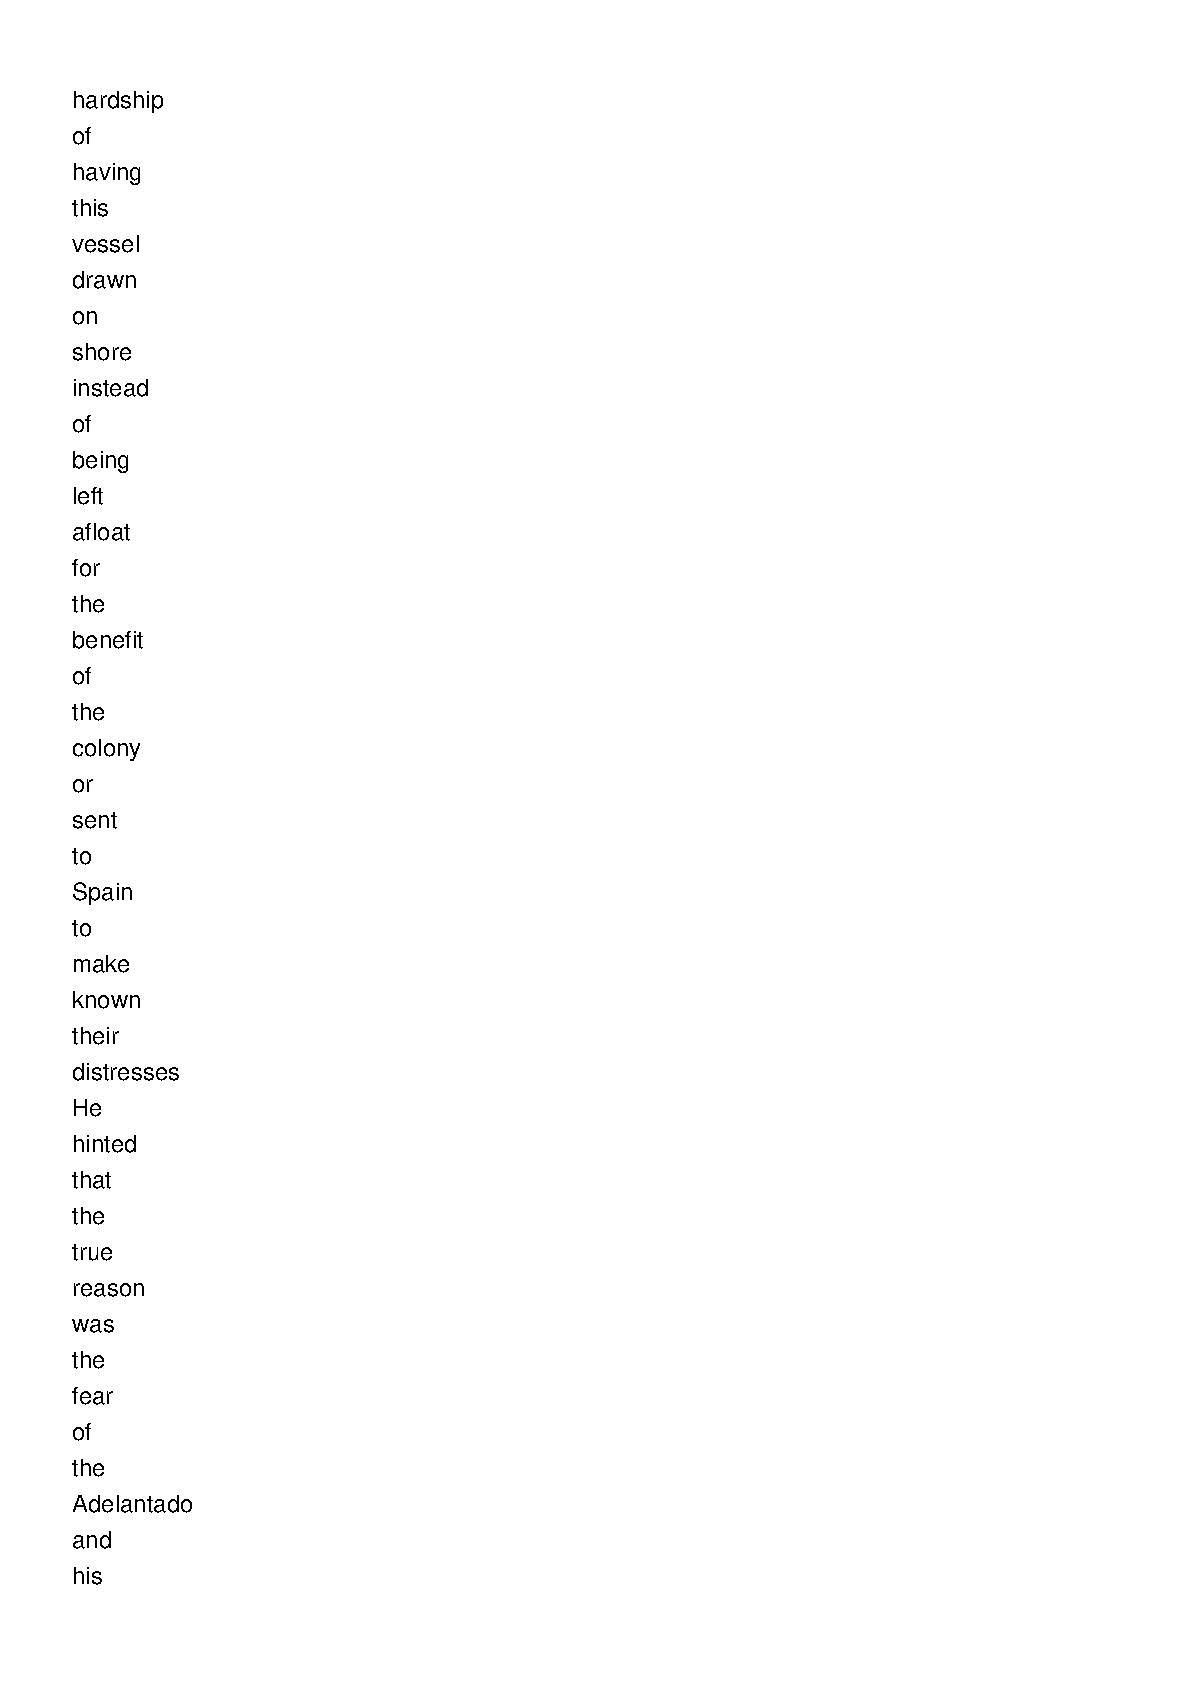 hardship
of
having
this
vessel
drawn
on
shore
instead
of
being
left
afloat
for
the
benefit
of
the
colony
or
sent
to
Spain
to
make
known
their
distresses
He
hinted
that
the
true
reason
was
the
fear
of
the
Adelantado
and
his